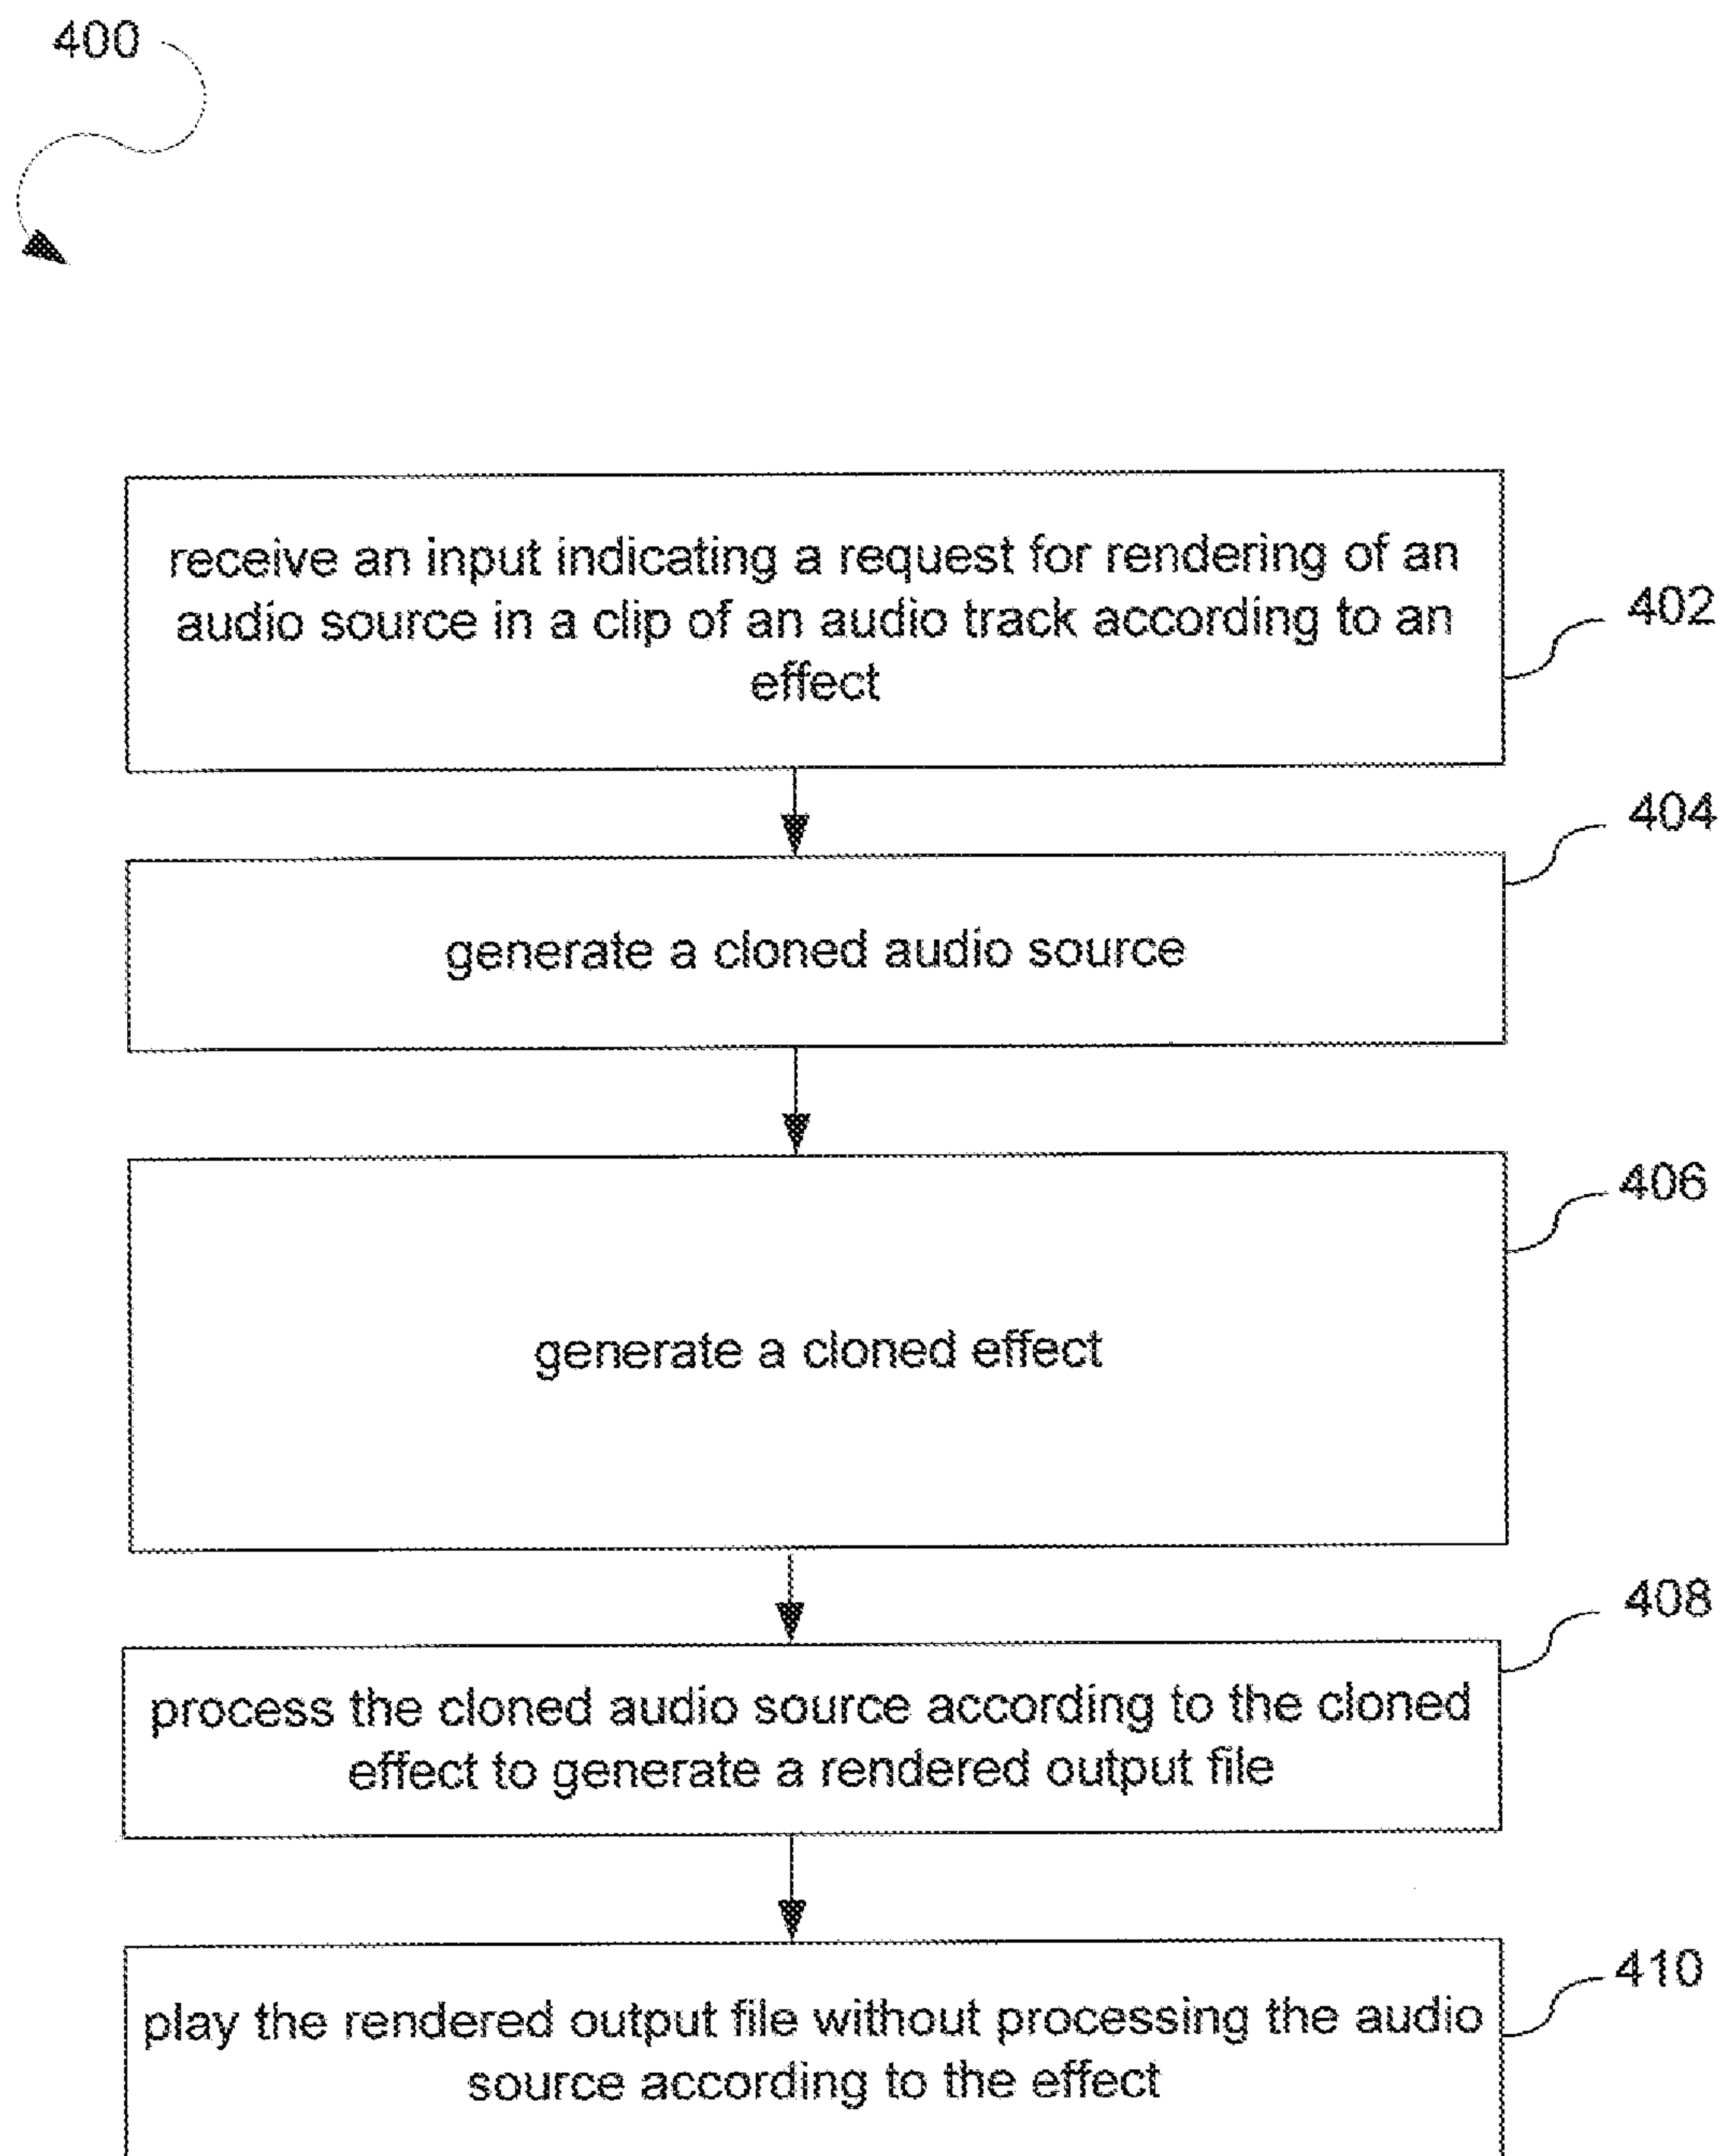 400
receive an input indicating a request for rendering of an
audio source in a clip of an audio track according to an
effect
402
404
generate a cloned audio source
406
generate a cloned effect
408
process the cloned audio source according to the cloned
effect to generate a rendered output file
410
play the rendered output file without processing the audio
source according to the effect